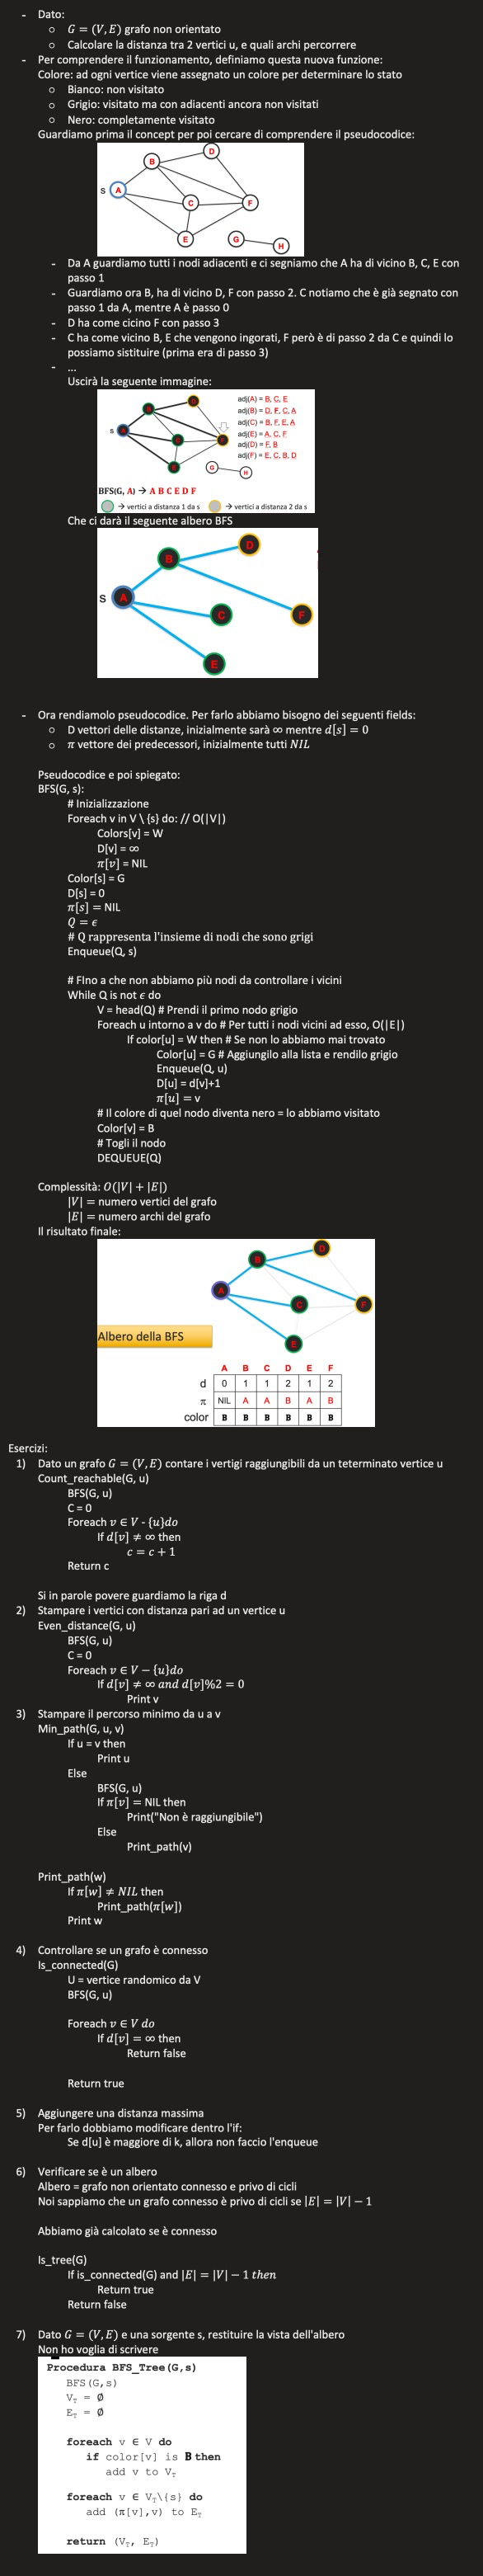 - Dato:
o G = (V, E) grafo non orientato
o Calcolare la distanza tra 2 vertici u, e quali archi percorrere
- Per comprendere il funzionamento, definiamo questa nuova funzione:
Colore: ad ogni vertice viene assegnato un colore per determinare lo stato
o Bianco: non visitato
o Grigio: visitato ma con adiacenti ancora non visitati
o Nero: completamente visitato
Guardiamo prima il concept per poi cercare di comprendere il pseudocodice:
D
B
S A
C F
E G H
- Da A guardiamo tutti i nodi adiacenti e ci segniamo che A ha di vicino B, C, E con
passo 1
- Guardiamo ora B, ha di vicino D, F con passo 2. C notiamo che è già segnato con
passo 1 da A, mentre A è passo 0
- D ha come cicino F con passo 3
- C ha come vicino B, E che vengono ingorati, F però è di passo 2 da C e quindi lo
possiamo sistituire (prima era di passo 3)
- ...
Uscirà la seguente immagine:
adj(A) = B, C, E
adj(B) = D, F, C, A
adj(C) = B, F, E, A
adj(E) = A, C, F
adj(D) = F, B
adj(F) = E, C, B, D
S A B C D E F G H
BFS(G, A) → A B C E D F
→ vertici a distanza 1 da s → vertici a distanza 2 da s
Che ci darà il seguente albero BFS
D
B
S A
C F
E
- Ora rendiamolo pseudocodice. Per farlo abbiamo bisogno dei seguenti fields:
o D vettori delle distanze, inizialmente sarà ∞ mentre d[s] = 0
o π vettore dei predecessori, inizialmente tutti NIL
Pseudocodice e poi spiegato:
BFS(G, s):
# Inizializzazione
Foreach v in V \ {s} do: // O(|V|)
Colors[v] = W
D[v] = ∞
π[v] = NIL
Color[s] = G
D[s] = 0
π[s] = NIL
Q = ϵ
# Q rappresenta l'insieme di nodi che sono grigi
Enqueue(Q, s)
# FIno a che non abbiamo più nodi da controllare i vicini
While Q is not ϵ do
V = head(Q) # Prendi il primo nodo grigio
Foreach u intorno a v do # Per tutti i nodi vicini ad esso, O(|E|)
If color[u] = W then # Se non lo abbiamo mai trovato
Color[u] = G # Aggiungilo alla lista e rendilo grigio
Enqueue(Q, u)
D[u] = d[v]+1
π[u] = v
# Il colore di quel nodo diventa nero = lo abbiamo visitato
Color[v] = B
# Togli il nodo
DEQUEUE(Q)
Complessità: O(|V| + |E|)
|V| = numero vertici del grafo
|E| = numero archi del grafo
Il risultato finale:
D
B
A
C F
E
Albero della BFS
A B C D E F
d 0 1 1 2 1 2
π NIL A A B A B
color B B B B B B
Esercizi:
1) Dato un grafo G = (V, E) contare i vertigi raggiungibili da un teterminato vertice u
Count_reachable(G, u)
BFS(G, u)
C = 0
Foreach v ∈ V - {u}do
If d[v] ≠ ∞ then
c = c + 1
Return c
Si in parole povere guardiamo la riga d
2) Stampare i vertici con distanza pari ad un vertice u
Even_distance(G, u)
BFS(G, u)
C = 0
Foreach v ∈ V − {u}do
If d[v] ≠ ∞ and d[v]%2 = 0
Print v
3) Stampare il percorso minimo da u a v
Min_path(G, u, v)
If u = v then
Print u
Else
BFS(G, u)
If π[v] = NIL then
Print("Non è raggiungibile")
Else
Print_path(v)
Print_path(w)
If π[w] ≠ NIL then
Print_path(π[w])
Print w
4) Controllare se un grafo è connesso
Is_connected(G)
U = vertice randomico da V
BFS(G, u)
Foreach v ∈ V do
If d[v] = ∞ then
Return false
Return true
5) Aggiungere una distanza massima
Per farlo dobbiamo modificare dentro l'if:
Se d[u] è maggiore di k, allora non faccio l'enqueue
6) Verificare se è un albero
Albero = grafo non orientato connesso e privo di cicli
Noi sappiamo che un grafo connesso è privo di cicli se |E| = |V| − 1
Abbiamo già calcolato se è connesso
Is_tree(G)
If is_connected(G) and |E| = |V| − 1 then
Return true
Return false
7) Dato G = (V, E) e una sorgente s, restituire la vista dell'albero
Non ho voglia di scrivere
Procedura BFS_Tree(G,s)
BFS(G,s)
V_T = Ø
E_T = Ø
foreach v ∈ V do
if color[v] is B then
add v to V_T
foreach v ∈ V_T\{s} do
add (π[v],v) to E_T
return (V_T, E_T)